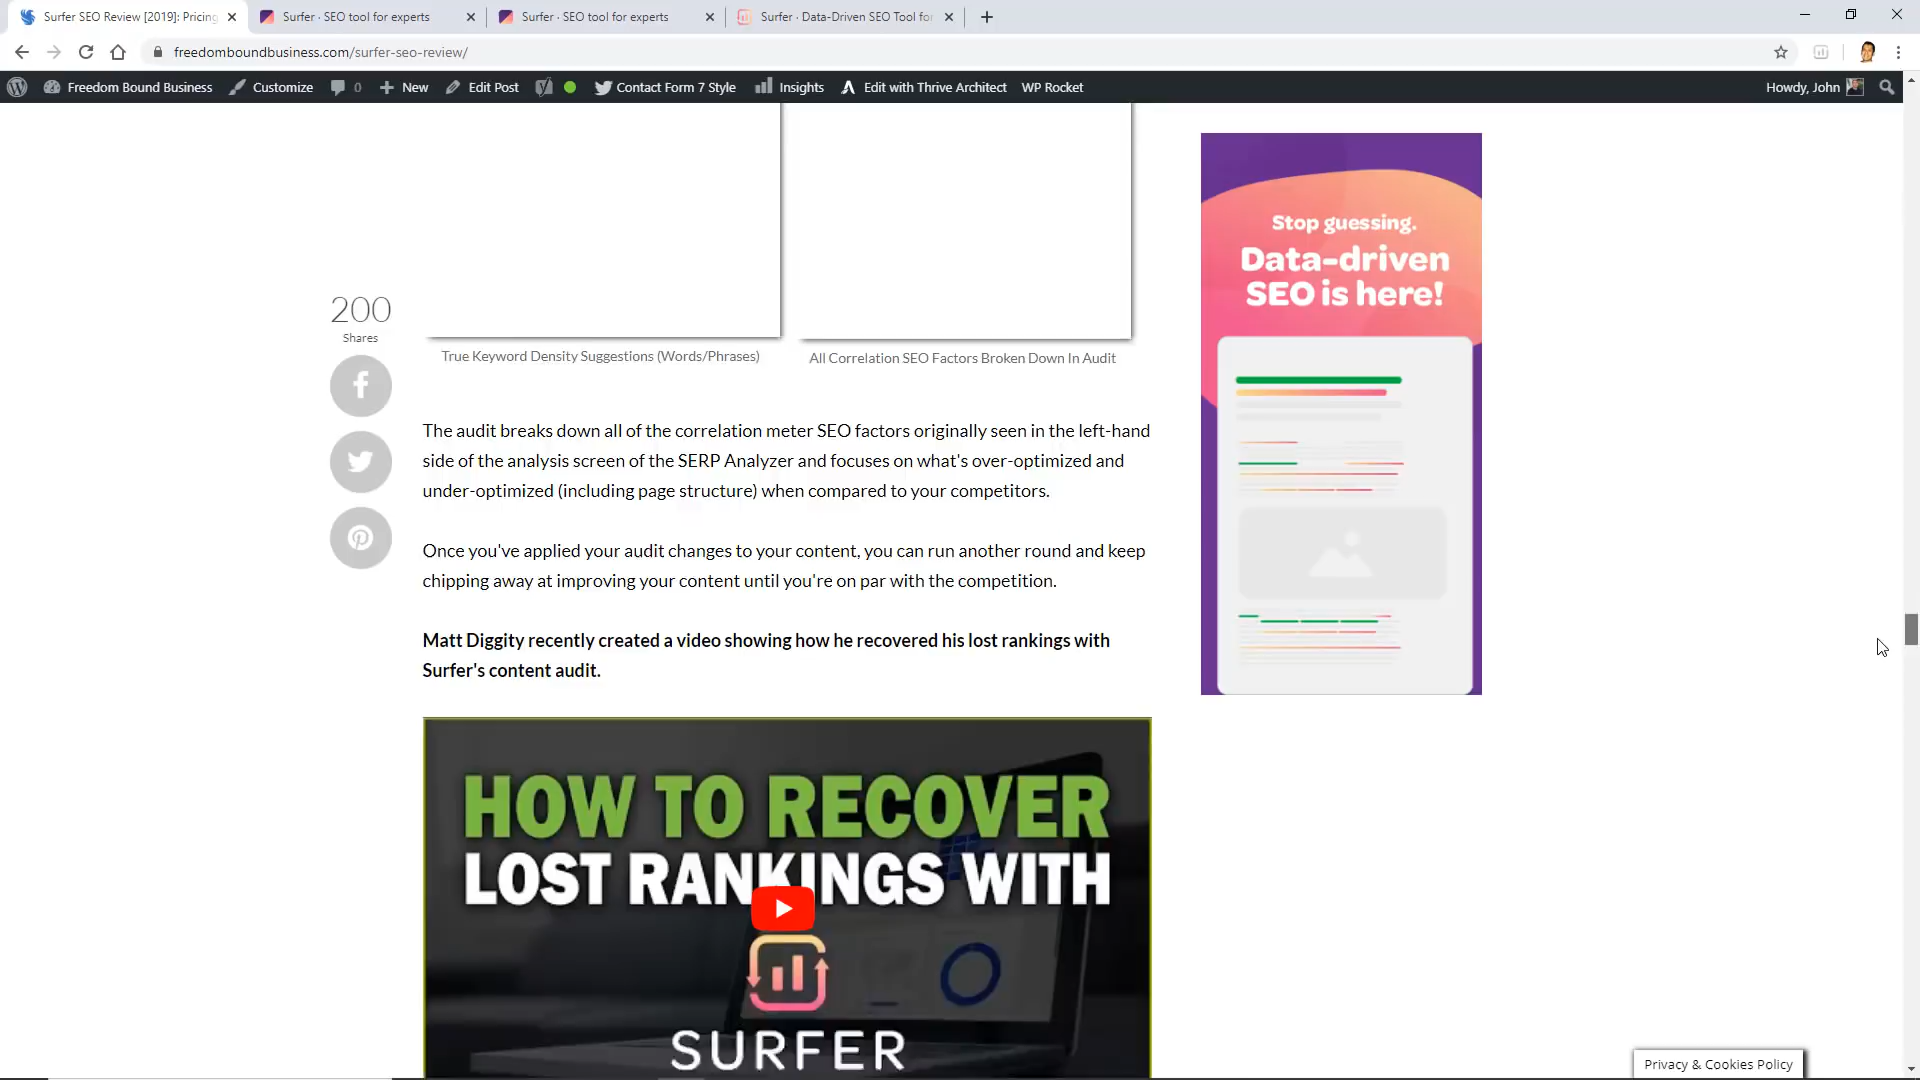 Surfer SEO Review [2019]: Pricing
Surfer · SEO tool for experts
Surfer · SEO tool for experts
Surfer · Data-Driven SEO Tool for
freedomboundbusiness.com/surfer-seo-review/
Freedom Bound Business
Customize
0
New
Edit Post
Contact Form 7 Style
Insights
Edit with Thrive Architect
WP Rocket
Howdy, John
Stop guessing.
Data-driven
SEO is here!
200
Shares
True Keyword Density Suggestions (Words/Phrases)
All Correlation SEO Factors Broken Down In Audit
The audit breaks down all of the correlation meter SEO factors originally seen in the left-hand
side of the analysis screen of the SERP Analyzer and focuses on what's over-optimized and
under-optimized (including page structure) when compared to your competitors.
Once you've applied your audit changes to your content, you can run another round and keep
chipping away at improving your content until you're on par with the competition.
Matt Diggity recently created a video showing how he recovered his lost rankings with
Surfer's content audit.
HOW TO RECOVER
LOST RANKINGS WITH
SURFER
Privacy & Cookies Policy